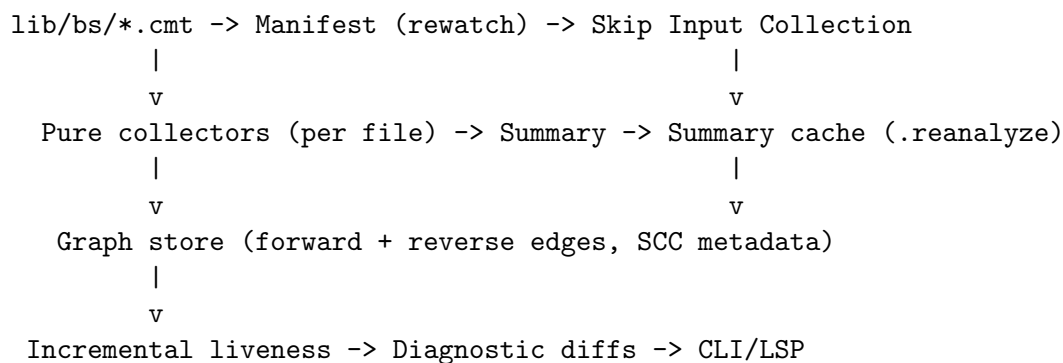 lib/bs/*.cmt -> Manifest (rewatch) -> Skip Input Collection
| |
v v
Pure collectors (per file) -> Summary -> Summary cache (.reanalyze)
| |
v v
Graph store (forward + reverse edges, SCC metadata)
|
v
Incremental liveness -> Diagnostic diffs -> CLI/LSP